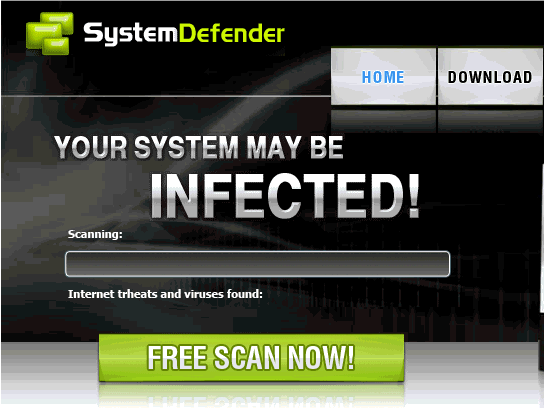 SystemDefender
HOME
DOWNLOAD
YOUR SYSTEM MAY BE
INFECTED!
Scanning:
Internet trheats and viruses found:
FREE SCAN NOW!